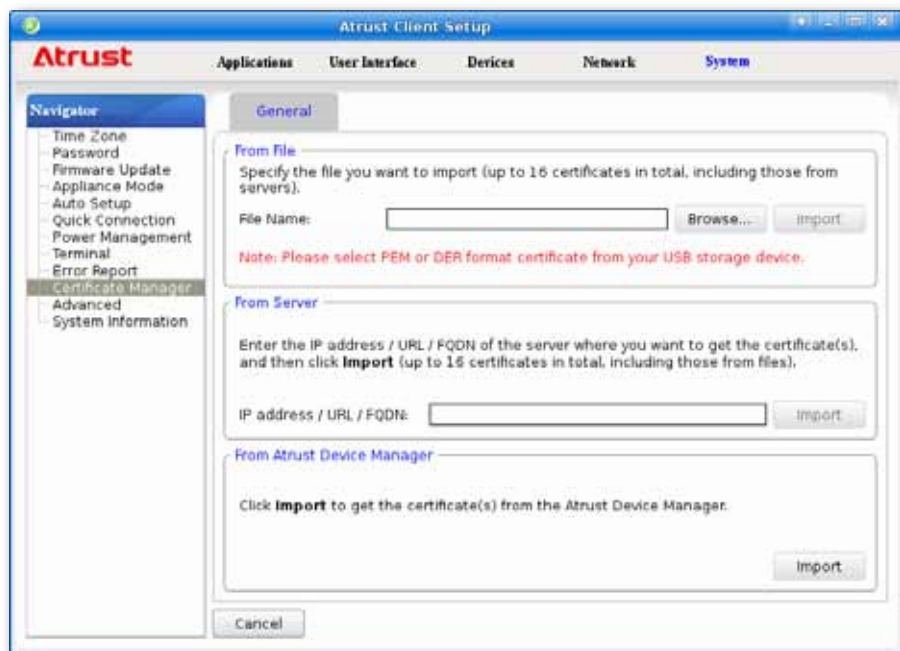 Atrust Client Setup
Atrust
Applications User Interface Devices Network System
Navigator
Time Zone
Password
Firmware Update
Appliance Mode
Auto Setup
Quick Connection
Power Management
Terminal
Error Report
Certificate Manager
Advanced
System Information
General
From File
Specify the file you want to import (up to 16 certificates in total, including those from
servers).
File Name: Browse... Import
Note: Please select PEM or DER format certificate from your USB storage device.
From Server
Enter the IP address / URL / FQDN of the server where you want to get the certificate(s),
and then click Import (up to 16 certificates in total, including those from files).
IP address / URL / FQDN: Import
From Atrust Device Manager
Click Import to get the certificate(s) from the Atrust Device Manager.
Import
Cancel